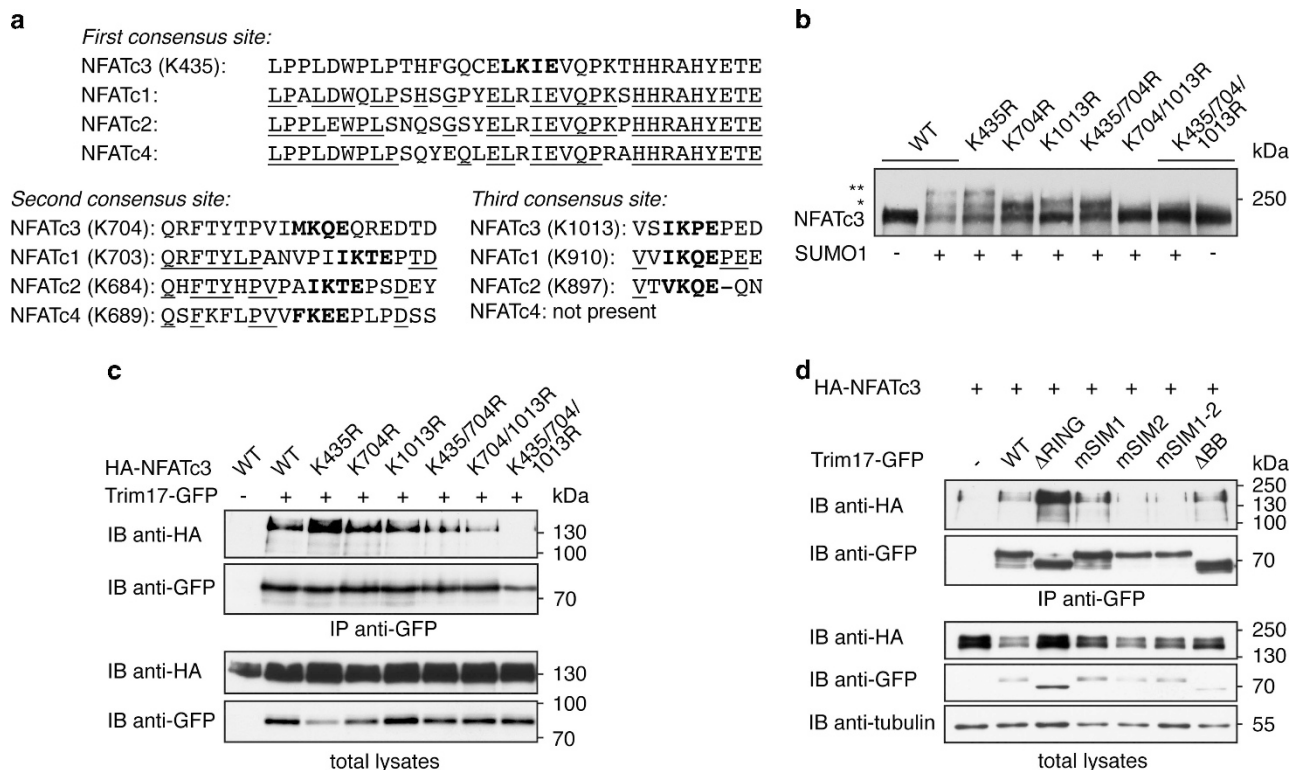 a
First consensus site:
NFATc3 (K435): LPPLDWPLPTHFGQCELKIEVQPKTHHRAHYETE
NFATc1: LPALDWQLPSHSGPYELRIEVQPKSHHRAHYETE
NFATc2: LPPLEWPLSNQSGSYELRIEVQPKPHHRAHYETE
NFATc4: LPPLDWPLPSQYEQLELRIEVQPRAHHRAHYETE
Second consensus site:
NFATc3 (K704): QRFTYTPVIMKQEQREDTD
NFATc1 (K703): QRFTYLPANVPIIKTEPTD
NFATc2 (K684): QHFTYHPVPAIKTEPSDEY
NFATc4 (K689): QSFKFLPVVFKEEPLPDSS
Third consensus site:
NFATc3 (K1013): VSIKPEPED
NFATc1 (K910): VVIKQEPEE
NFATc2 (K897): VTVKQE-QN
NFATc4: not present
b
WT K435R K704R K1013R K435/704R K704/1013R K435/704/1013R
kDa
**
*
250
NFATc3
SUMO1 - + + + + + + + -
c
HA-NFATc3 WT WT K435R K704R K1013R K435/704R K704/1013R K435/704/1013R
Trim17-GFP - + + + + + + + kDa
IB anti-HA 130
100
IB anti-GFP 70
IP anti-GFP
IB anti-HA 130
100
IB anti-GFP 70
total lysates
d
HA-NFATc3 + + + + + + +
Trim17-GFP - WT ΔRING mSIM1 mSIM2 mSIM1-2 ΔBB kDa
250
IB anti-HA 130
100
IB anti-GFP 70
IP anti-GFP
IB anti-HA 250
130
IB anti-GFP 70
IB anti-tubulin 55
total lysates